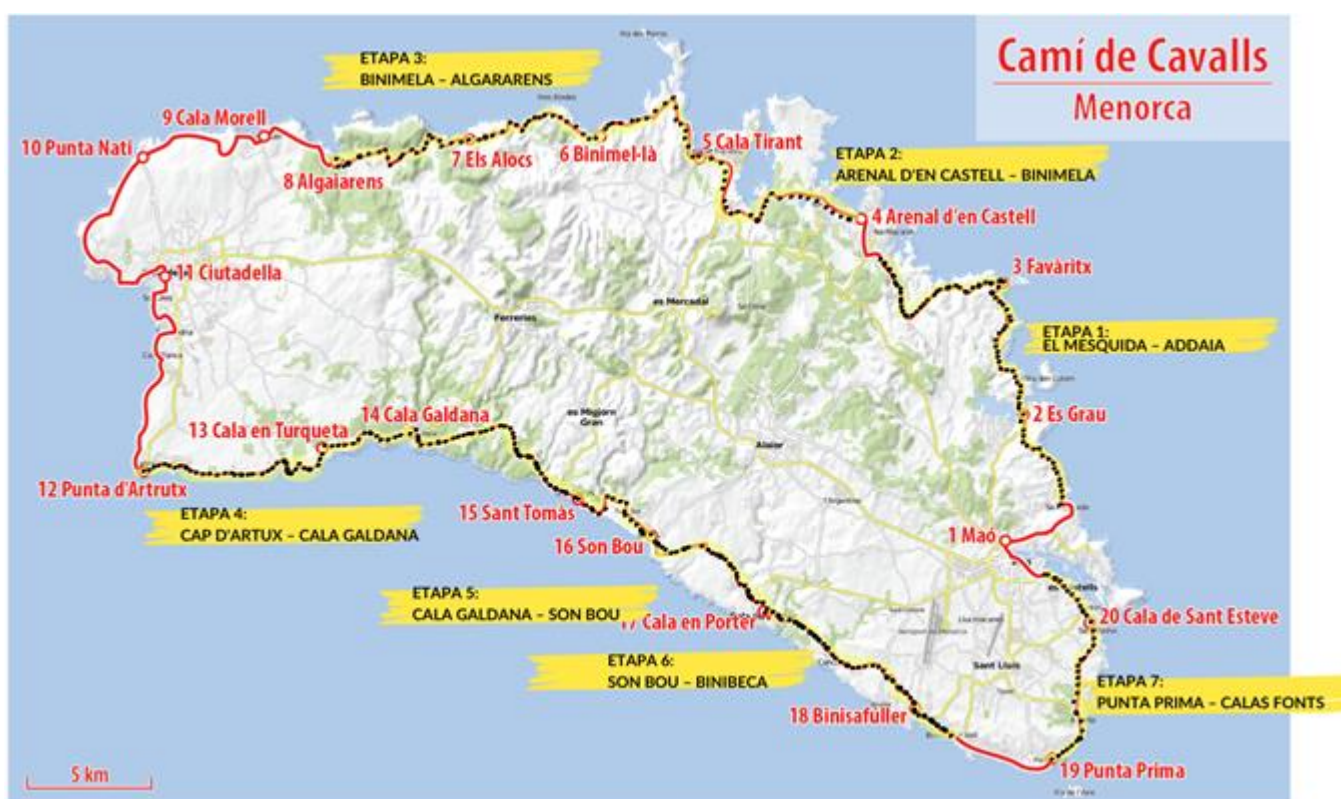 Camí de Cavalls
Menorca
ETAPA 3:
BINIMELA – ALGARARENS
9 Cala Morell
10 Punta Nati
7 Els Alocs
6 Binimel·là
5 Cala Tirant
8 Algaiarens
ETAPA 2:
ARENAL D'EN CASTELL – BINIMELA
4 Arenal d'en Castell
3 Favàritx
11 Ciutadella
es Mercadal
Ferreries
ETAPA 1:
EL MESQUIDA – ADDAIA
2 Es Grau
14 Cala Galdana
es Migjorn
Gran
13 Cala en Turqueta
Alaior
12 Punta d'Artrutx
15 Sant Tomàs
ETAPA 4:
CAP D'ARTUX – CALA GALDANA
16 Son Bou
1 Maó
ETAPA 5:
CALA GALDANA – SON BOU
17 Cala en Porter
20 Cala de Sant Esteve
Sant Lluís
ETAPA 6:
SON BOU – BINIBECA
ETAPA 7:
PUNTA PRIMA – CALAS FONTS
18 Binisafúller
19 Punta Prima
5 km